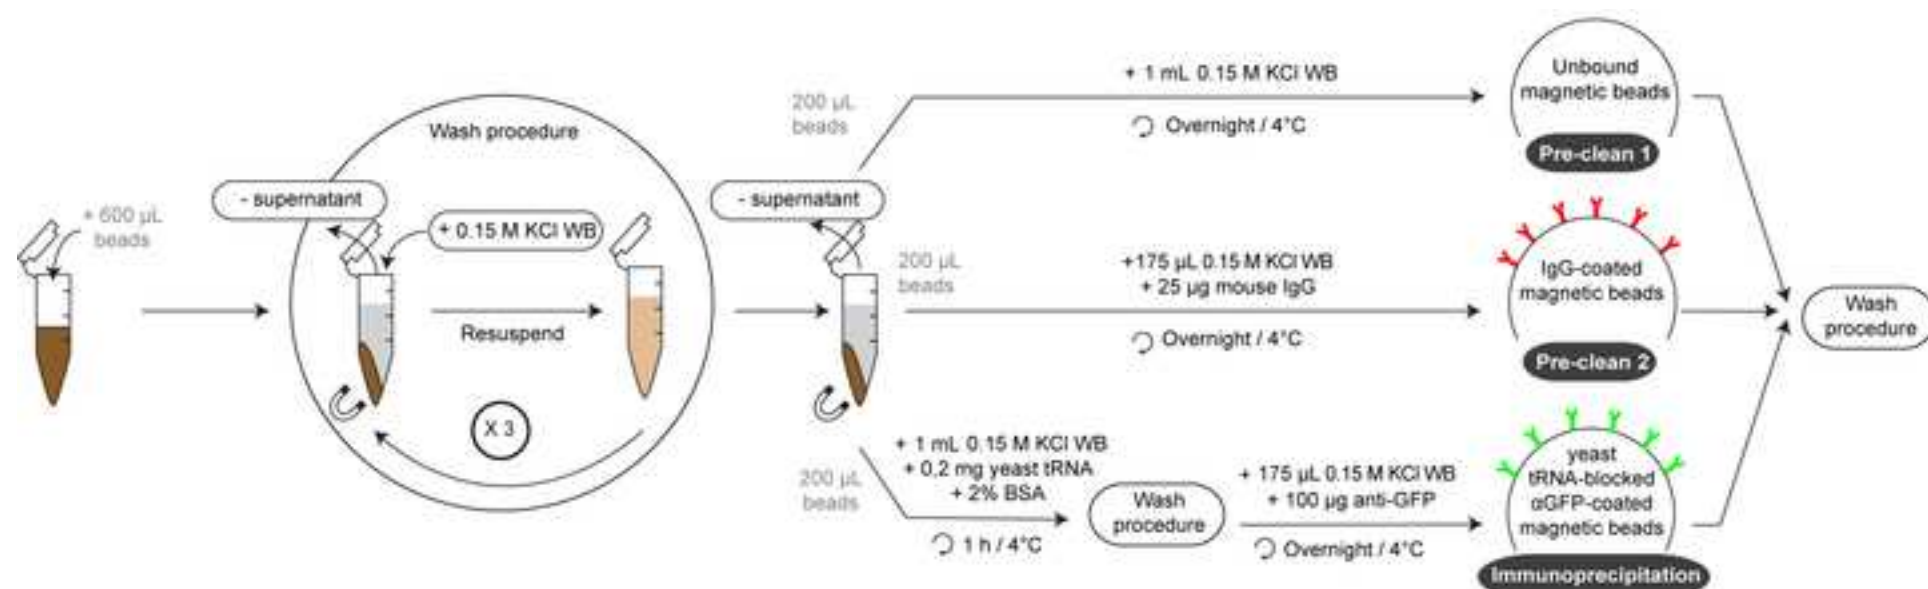 + 600 µL
beads
Wash procedure
- supernatant
+ 0.15 M KCl WB
Resuspend
X 3
- supernatant
200 µL
beads
+ 1 mL 0.15 M KCl WB
Overnight / 4°C
Unbound
magnetic beads
Pre-clean 1
200 µL
beads
+175 µL 0.15 M KCl WB
+ 25 µg mouse IgG
Overnight / 4°C
IgG-coated
magnetic beads
Pre-clean 2
200 µL
beads
+ 1 mL 0.15 M KCl WB
+ 0,2 mg yeast tRNA
+ 2% BSA
1 h / 4°C
Wash
procedure
+ 175 µL 0.15 M KCl WB
+ 100 µg anti-GFP
Overnight / 4°C
yeast
tRNA-blocked
αGFP-coated
magnetic beads
Immunoprecipitation
Wash
procedure